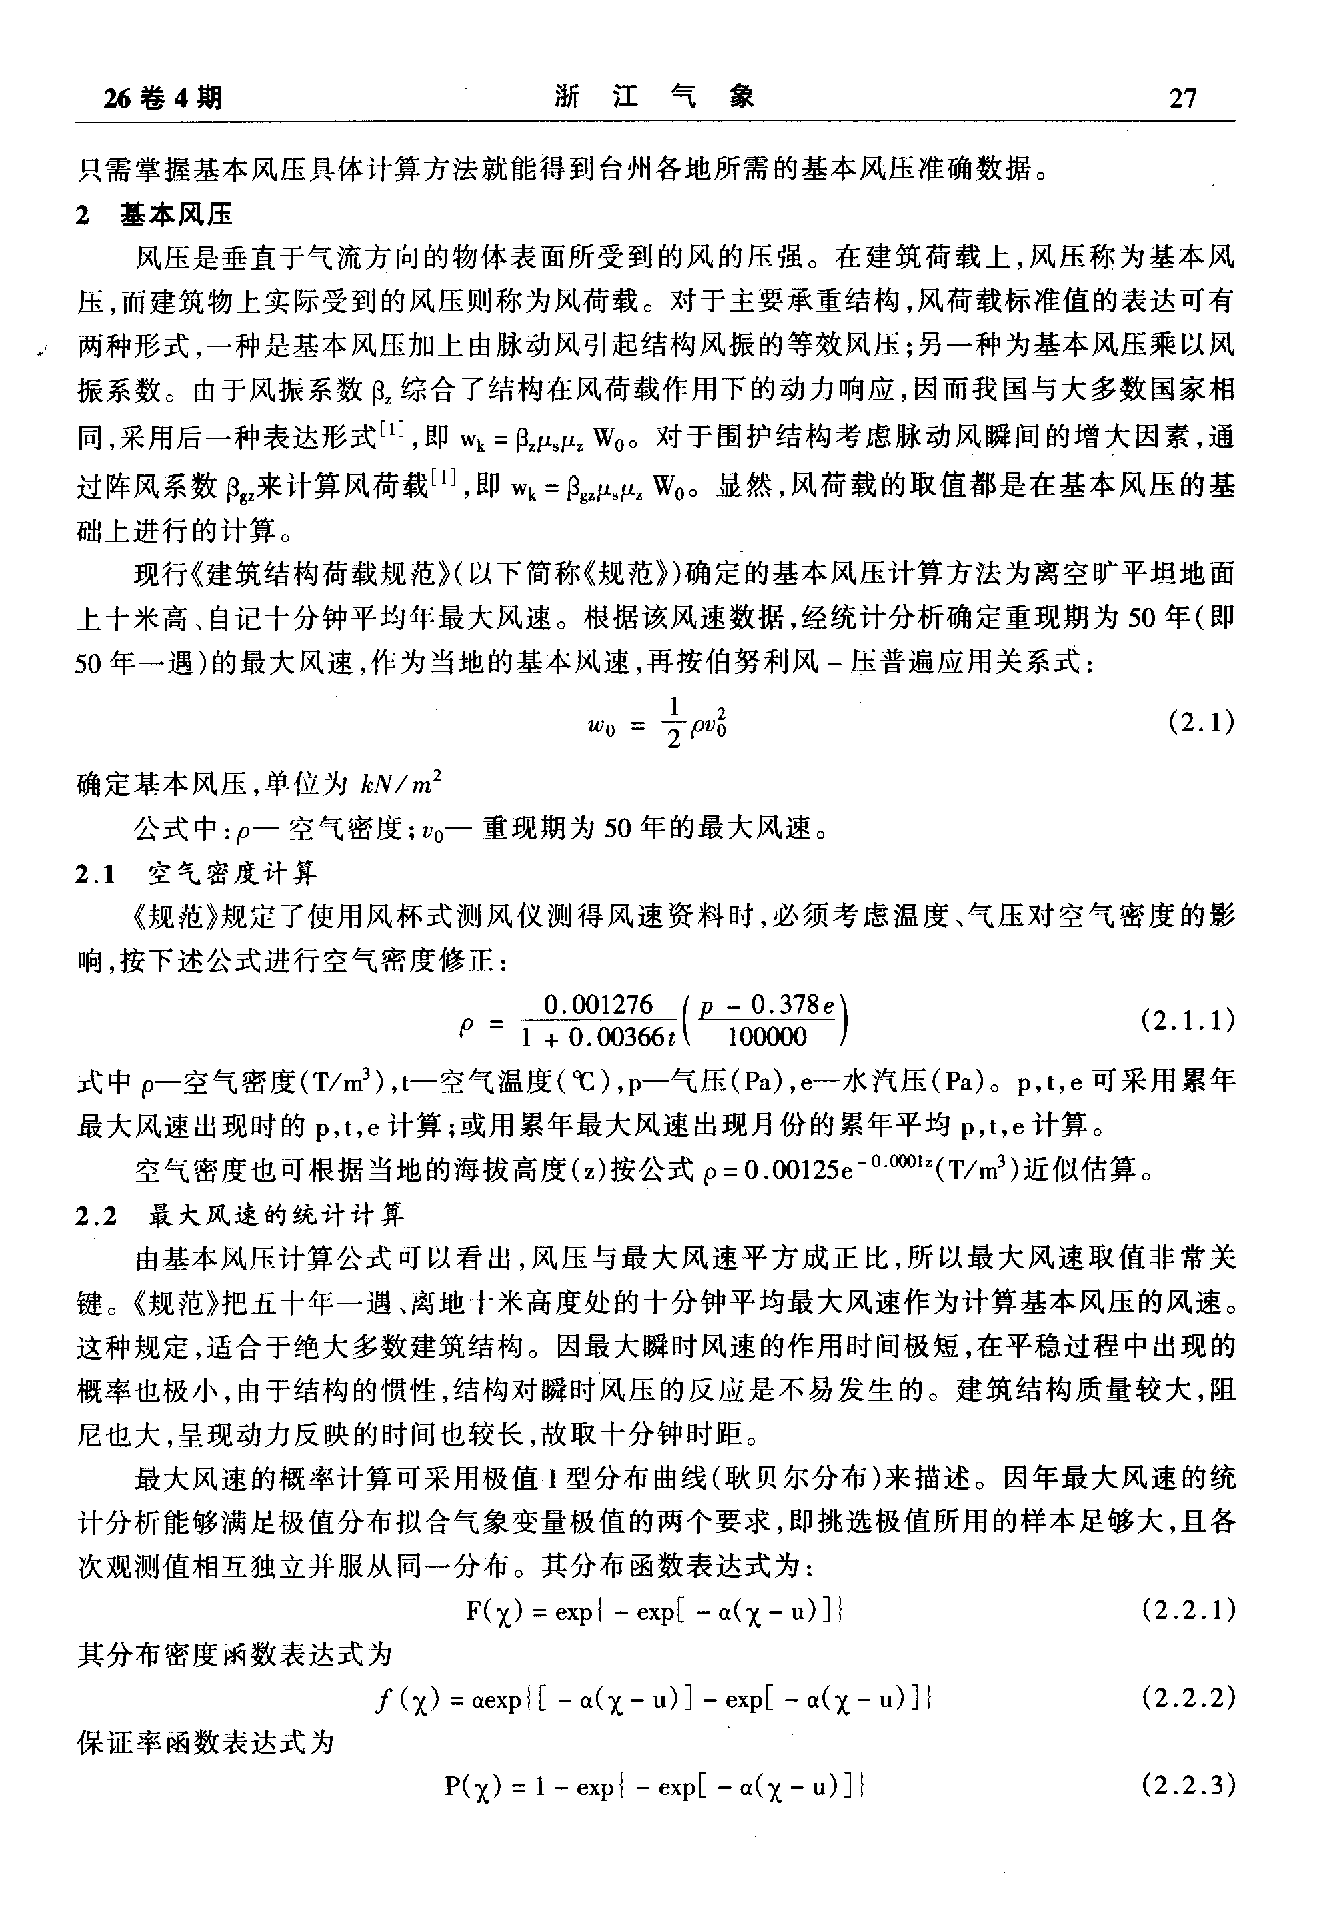 26卷4期 浙江气象 27
只需掌握基本风压具体计算方法就能得到台州各地所需的基本风压准确数据。
2 基本风压
风压是垂直于气流方向的物体表面所受到的风的压强。在建筑荷载上,风压称为基本风
压,而建筑物上实际受到的风压则称为风荷载。对于主要承重结构,风荷载标准值的表达可有
两种形式,一种是基本风压加上由脉动风引起结构风振的等效风压;另一种为基本风压乘以风
振系数。由于风振系数 β_z 综合了结构在风荷载作用下的动力响应,因而我国与大多数国家相
同,采用后一种表达形式[1],即 w_k = β_zμ_sμ_z W_0。对于围护结构考虑脉动风瞬间的增大因素,通
过阵风系数 β_gz来计算风荷载[1],即 w_k = β_gzμ_sμ_z W_0。显然,风荷载的取值都是在基本风压的基
础上进行的计算。
现行《建筑结构荷载规范》(以下简称《规范》)确定的基本风压计算方法为离空旷平坦地面
上十米高、自记十分钟平均年最大风速。根据该风速数据,经统计分析确定重现期为 50 年(即
50 年一遇)的最大风速,作为当地的基本风速,再按伯努利风 – 压普遍应用关系式:
w_0 = \frac{1}{2} ρv_0^2 (2.1)
确定基本风压,单位为 kN/m²
公式中:ρ— 空气密度;v_0— 重现期为 50 年的最大风速。
2.1 空气密度计算
《规范》规定了使用风杯式测风仪测得风速资料时,必须考虑温度、气压对空气密度的影
响,按下述公式进行空气密度修正:
ρ = \frac{0.001276}{1 + 0.00366t} \left( \frac{p - 0.378e}{100000} \right) (2.1.1)
式中 ρ—空气密度(T/m³),t—空气温度(℃),p—气压(Pa),e—水汽压(Pa)。p,t,e 可采用累年
最大风速出现时的 p,t,e 计算;或用累年最大风速出现月份的累年平均 p,t,e 计算。
空气密度也可根据当地的海拔高度(z)按公式 ρ = 0.00125e^{-0.0001z}(T/m³)近似估算。
2.2 最大风速的统计计算
由基本风压计算公式可以看出,风压与最大风速平方成正比,所以最大风速取值非常关
键。《规范》把五十年一遇、离地十米高度处的十分钟平均最大风速作为计算基本风压的风速。
这种规定,适合于绝大多数建筑结构。因最大瞬时风速的作用时间极短,在平稳过程中出现的
概率也极小,由于结构的惯性,结构对瞬时风压的反应是不易发生的。建筑结构质量较大,阻
尼也大,呈现动力反映的时间也较长,故取十分钟时距。
最大风速的概率计算可采用极值 I 型分布曲线(耿贝尔分布)来描述。因年最大风速的统
计分析能够满足极值分布拟合气象变量极值的两个要求,即挑选极值所用的样本足够大,且各
次观测值相互独立并服从同一分布。其分布函数表达式为:
F(χ) = exp{ - exp[ - α(χ - u)]} (2.2.1)
其分布密度函数表达式为
f(χ) = αexp{[ - α(χ - u)] - exp[ - α(χ - u)]} (2.2.2)
保证率函数表达式为
P(χ) = 1 - exp{ - exp[ - α(χ - u)]} (2.2.3)